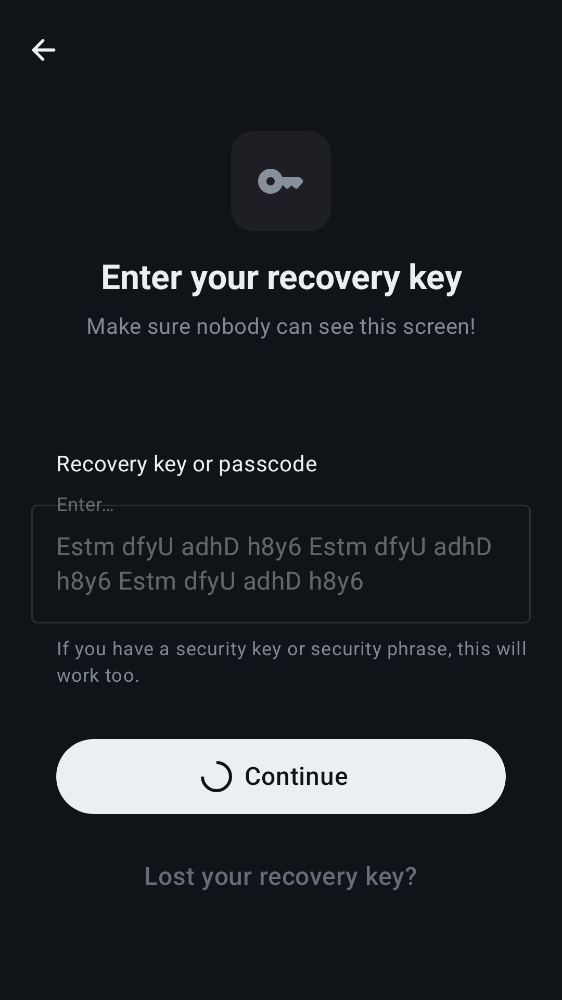 Enter your recovery key
Make sure nobody can see this screen!
Recovery key or passcode
Enter…
Estm dfyU adhD h8y6 Estm dfyU adhD
h8y6 Estm dfyU adhD h8y6
If you have a security key or security phrase, this will
work too.
Continue
Lost your recovery key?